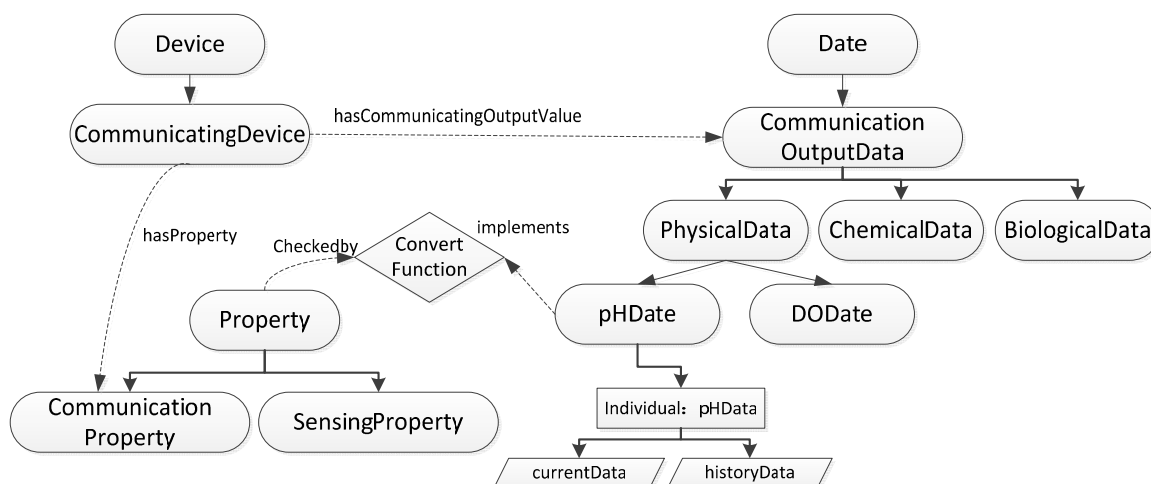 Device
Date
CommunicatingDevice
hasCommunicatingOutputValue
Communication
OutputData
PhysicalData
ChemicalData
BiologicalData
hasProperty
Checkedby
Convert
Function
implements
Property
pHDate
DODate
Communication
Property
SensingProperty
Individual：pHData
currentData
historyData